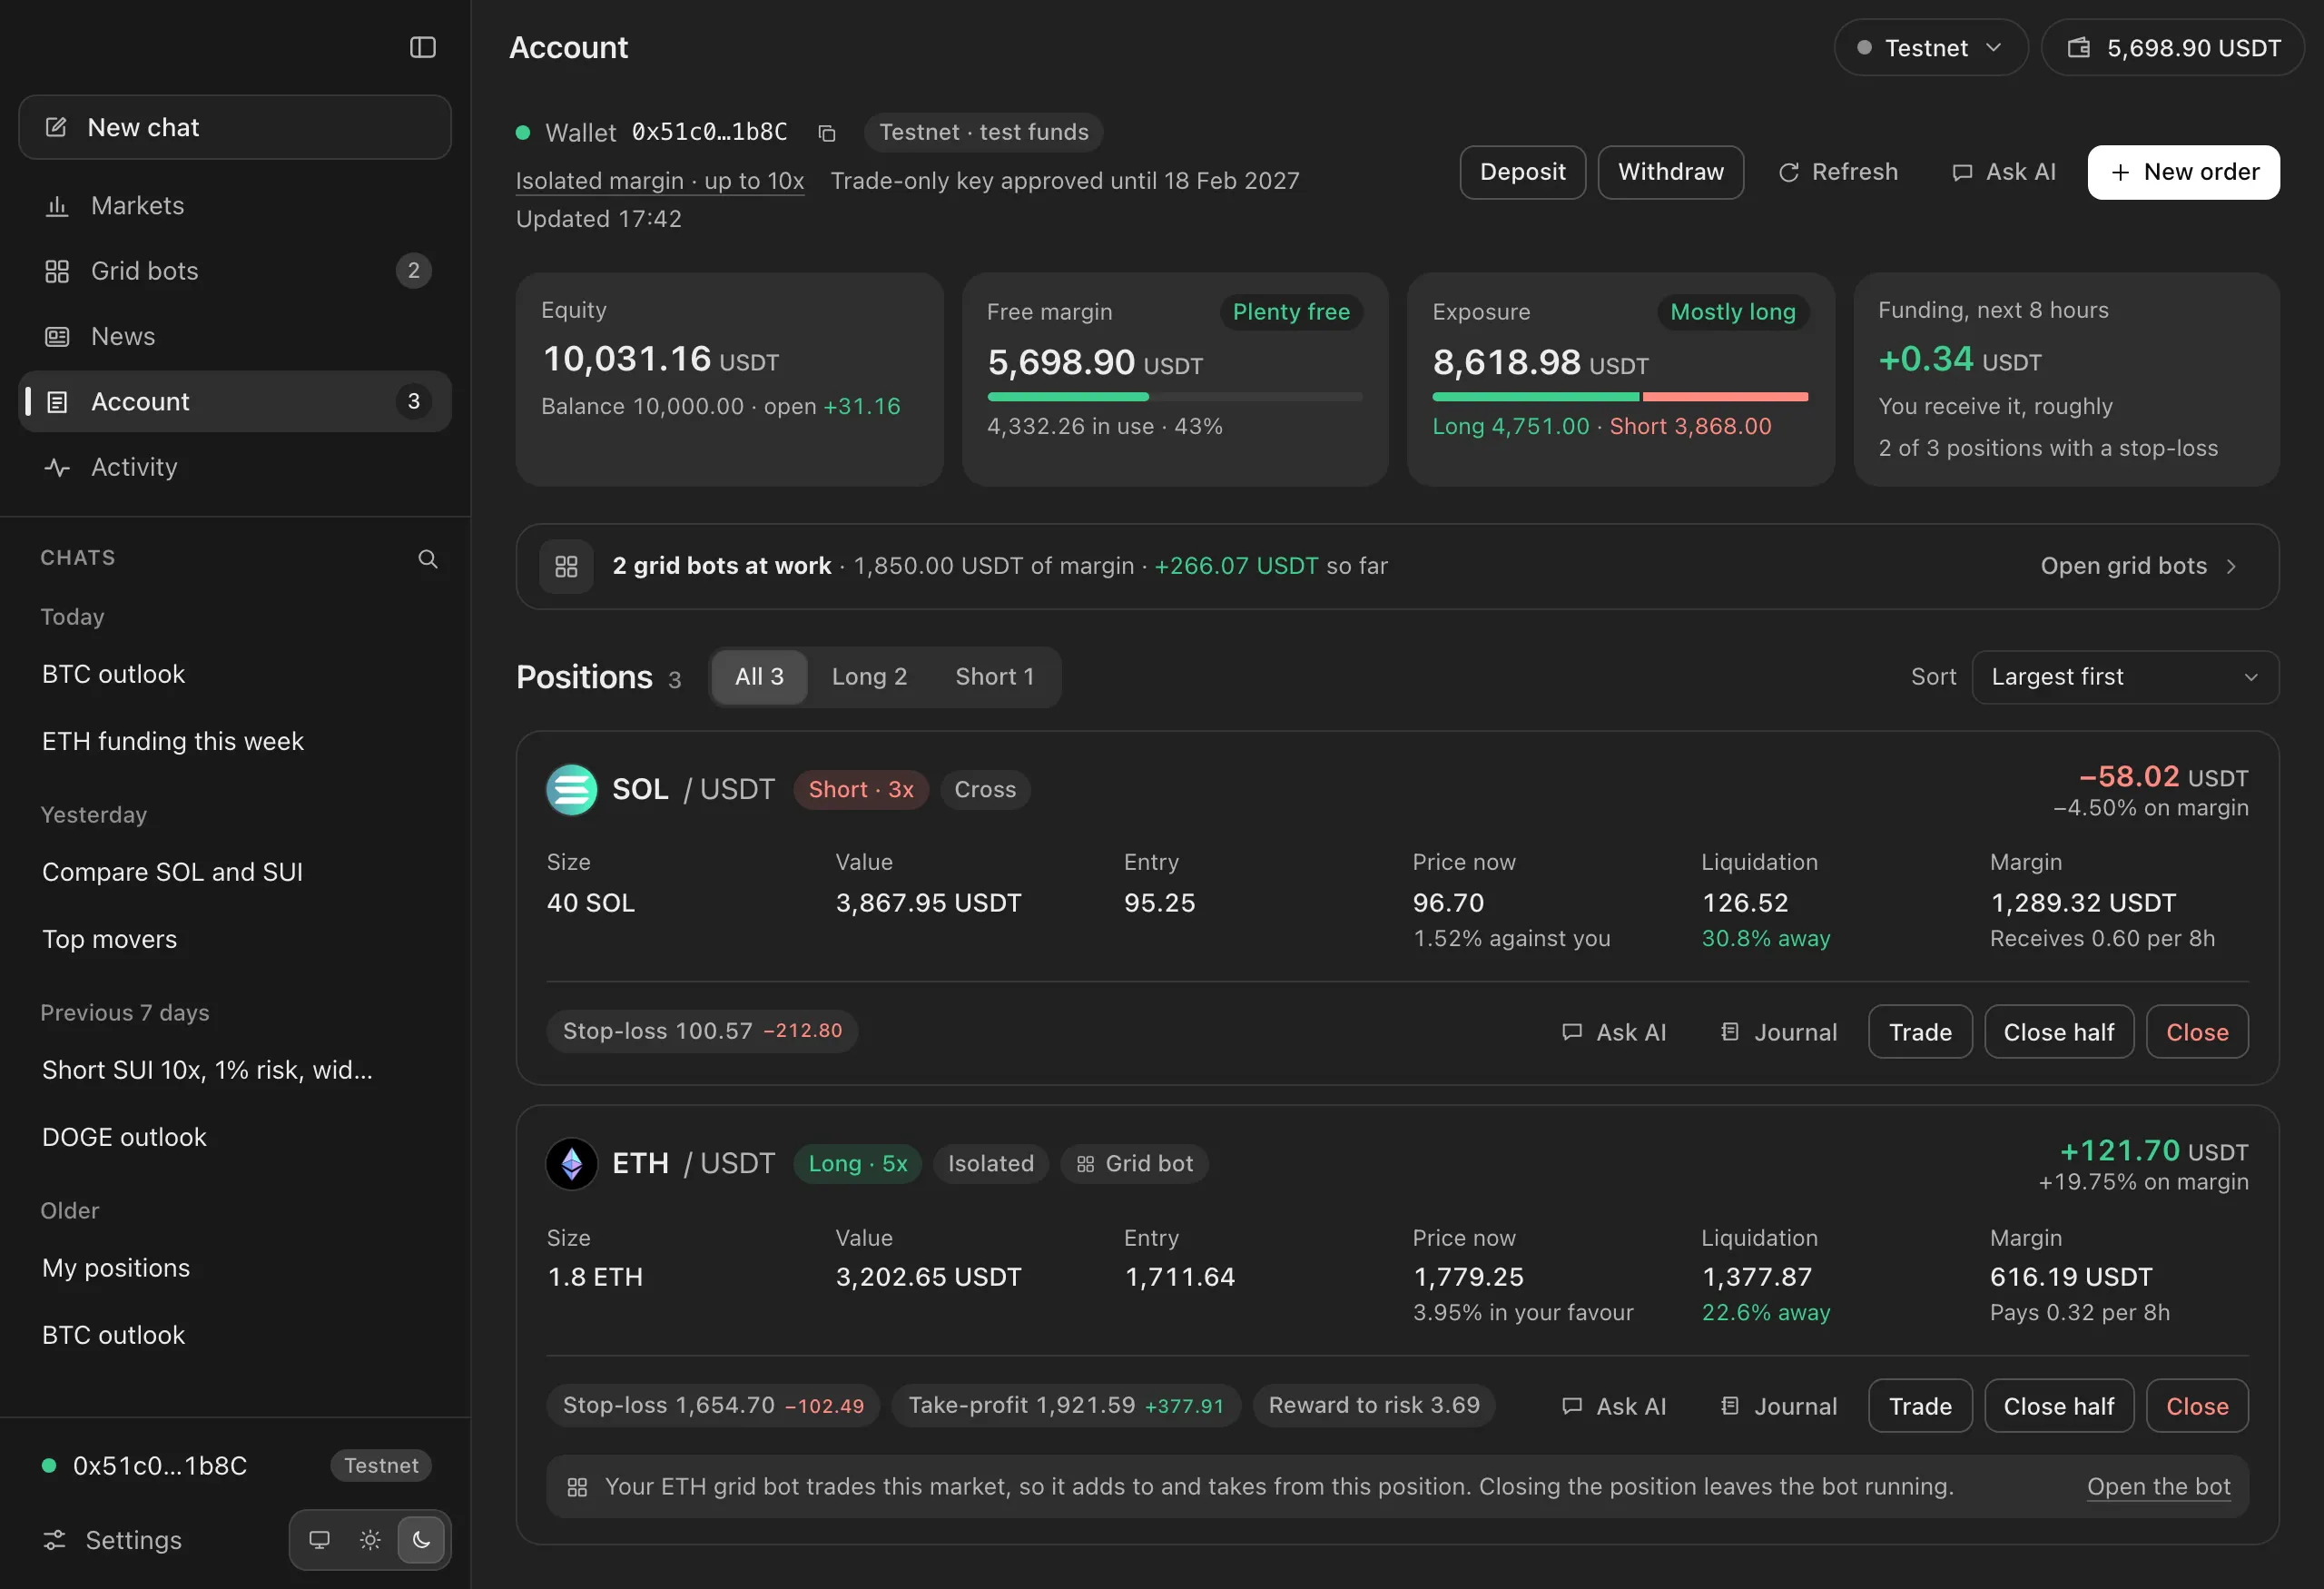 New chat
Markets
Grid bots 2
News
Account 3
Activity
CHATS
Today
BTC outlook
ETH funding this week
Yesterday
Compare SOL and SUI
Top movers
Previous 7 days
Short SUI 10x, 1% risk, wid...
DOGE outlook
Older
My positions
BTC outlook
0x51c0...1b8C Testnet
Settings
Account
Testnet
5,698.90 USDT
Wallet 0x51c0…1b8C Testnet · test funds
Isolated margin · up to 10x Trade-only key approved until 18 Feb 2027
Updated 17:42
Deposit Withdraw Refresh Ask AI + New order
Equity
10,031.16 USDT
Balance 10,000.00 · open +31.16
Free margin Plenty free
5,698.90 USDT
4,332.26 in use · 43%
Exposure Mostly long
8,618.98 USDT
Long 4,751.00 · Short 3,868.00
Funding, next 8 hours
+0.34 USDT
You receive it, roughly
2 of 3 positions with a stop-loss
2 grid bots at work · 1,850.00 USDT of margin · +266.07 USDT so far Open grid bots
Positions 3 All 3 Long 2 Short 1 Sort Largest first
SOL / USDT Short · 3x Cross
−58.02 USDT
−4.50% on margin
Size Value Entry Price now Liquidation Margin
40 SOL 3,867.95 USDT 95.25 96.70 126.52 1,289.32 USDT
1.52% against you 30.8% away Receives 0.60 per 8h
Stop-loss 100.57 −212.80 Ask AI Journal Trade Close half Close
ETH / USDT Long · 5x Isolated Grid bot
+121.70 USDT
+19.75% on margin
Size Value Entry Price now Liquidation Margin
1.8 ETH 3,202.65 USDT 1,711.64 1,779.25 1,377.87 616.19 USDT
3.95% in your favour 22.6% away Pays 0.32 per 8h
Stop-loss 1,654.70 −102.49 Take-profit 1,921.59 +377.91 Reward to risk 3.69 Ask AI Journal Trade Close half Close
Your ETH grid bot trades this market, so it adds to and takes from this position. Closing the position leaves the bot running. Open the bot